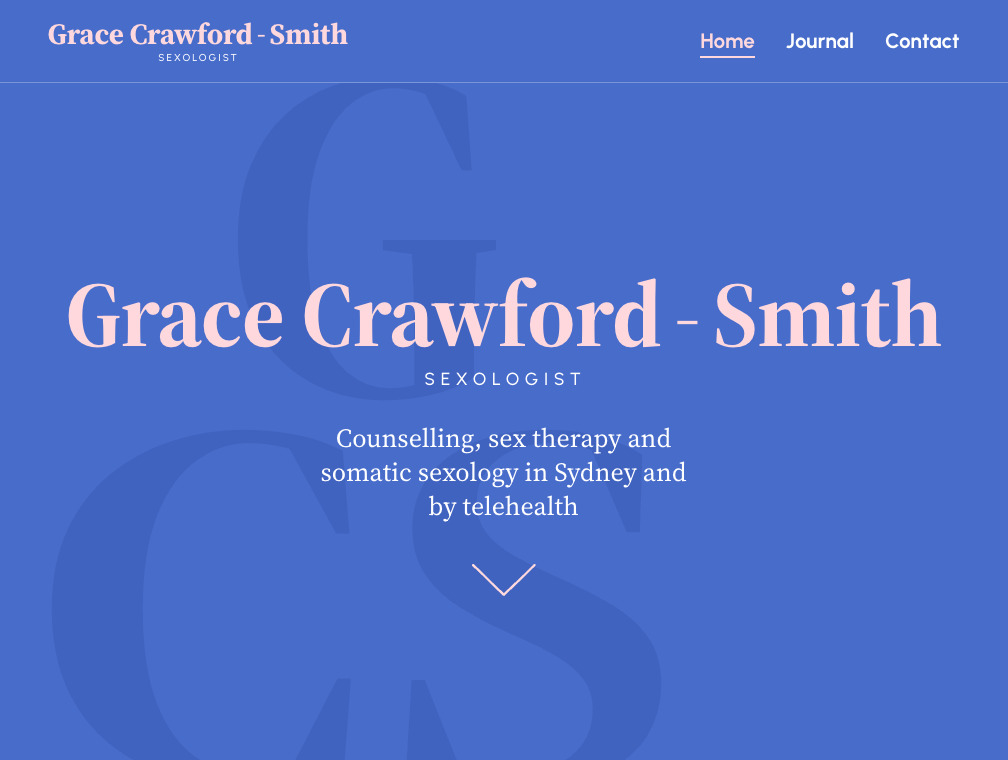 Grace Crawford - Smith
SEXOLOGIST
Home Journal Contact
G
Grace Crawford - Smith
SEXOLOGIST
Counselling, sex therapy and
somatic sexology in Sydney and
by telehealth
CS